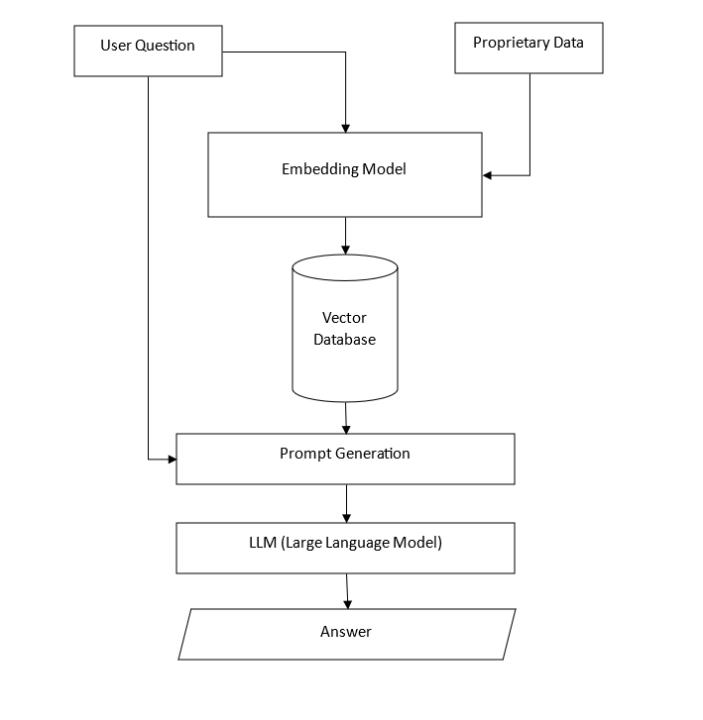 User Question
Proprietary Data
Embedding Model
Vector
Database
Prompt Generation
LLM (Large Language Model)
Answer